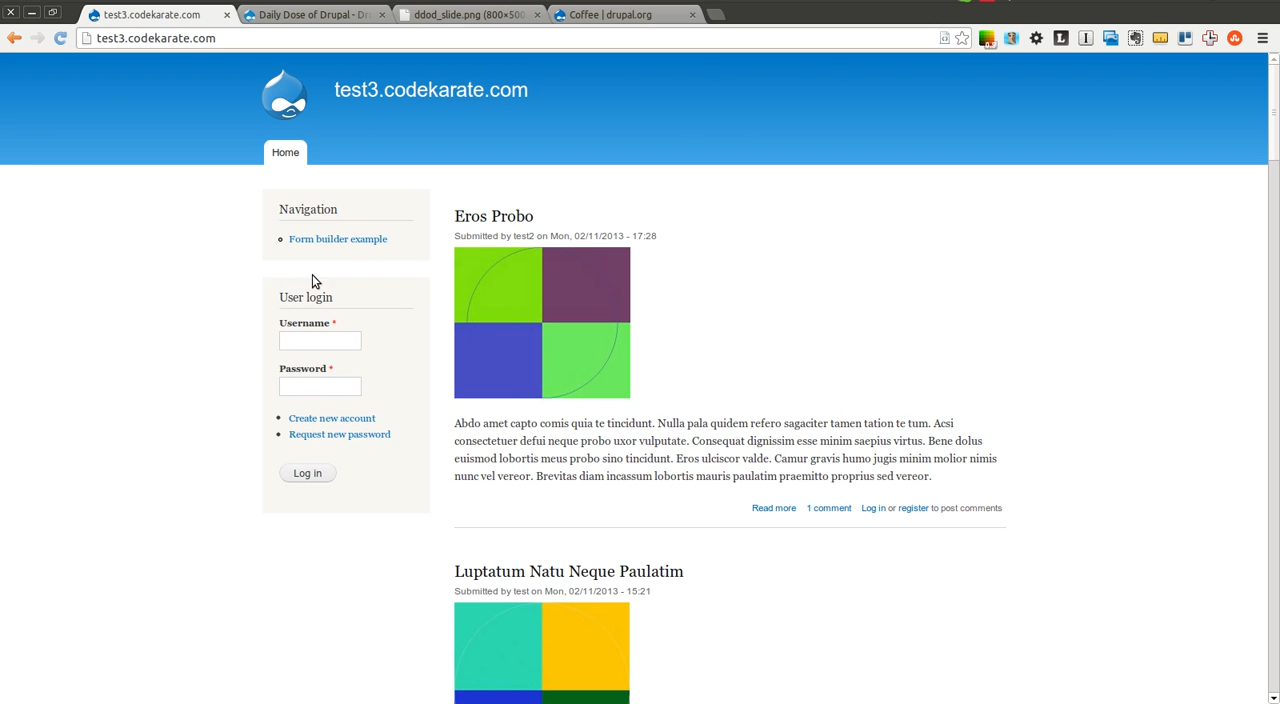 test3.codekarate.com
Daily Dose of Drupal - Dr
ddod_slide.png (800×500
Coffee | drupal.org
test3.codekarate.com
test3.codekarate.com
Home
Navigation
Form builder example
User login
Username *
Password *
Create new account
Request new password
Log in
Eros Probo
Submitted by test2 on Mon, 02/11/2013 - 17:28
Abdo amet capto comis quia te tincidunt. Nulla pala quidem refero sagaciter tamen tation te tum. Acsi
consectetuer defui neque probo uxor vulputate. Consequat dignissim esse minim saepius virtus. Bene dolus
euismod lobortis meus probo sino tincidunt. Eros ulciscor valde. Camur gravis humo jugis minim molior nimis
nunc vel vereor. Brevitas diam incassum lobortis mauris paulatim praemitto proprius sed vereor.
Read more 1 comment Log in or register to post comments
Luptatum Natu Neque Paulatim
Submitted by test on Mon, 02/11/2013 - 15:21